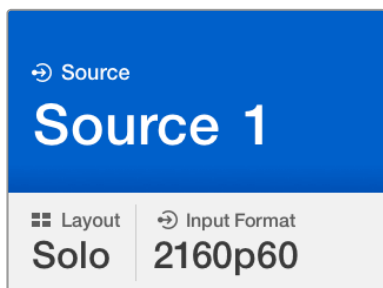 Source
Source 1
Layout
Input Format
Solo
2160p60